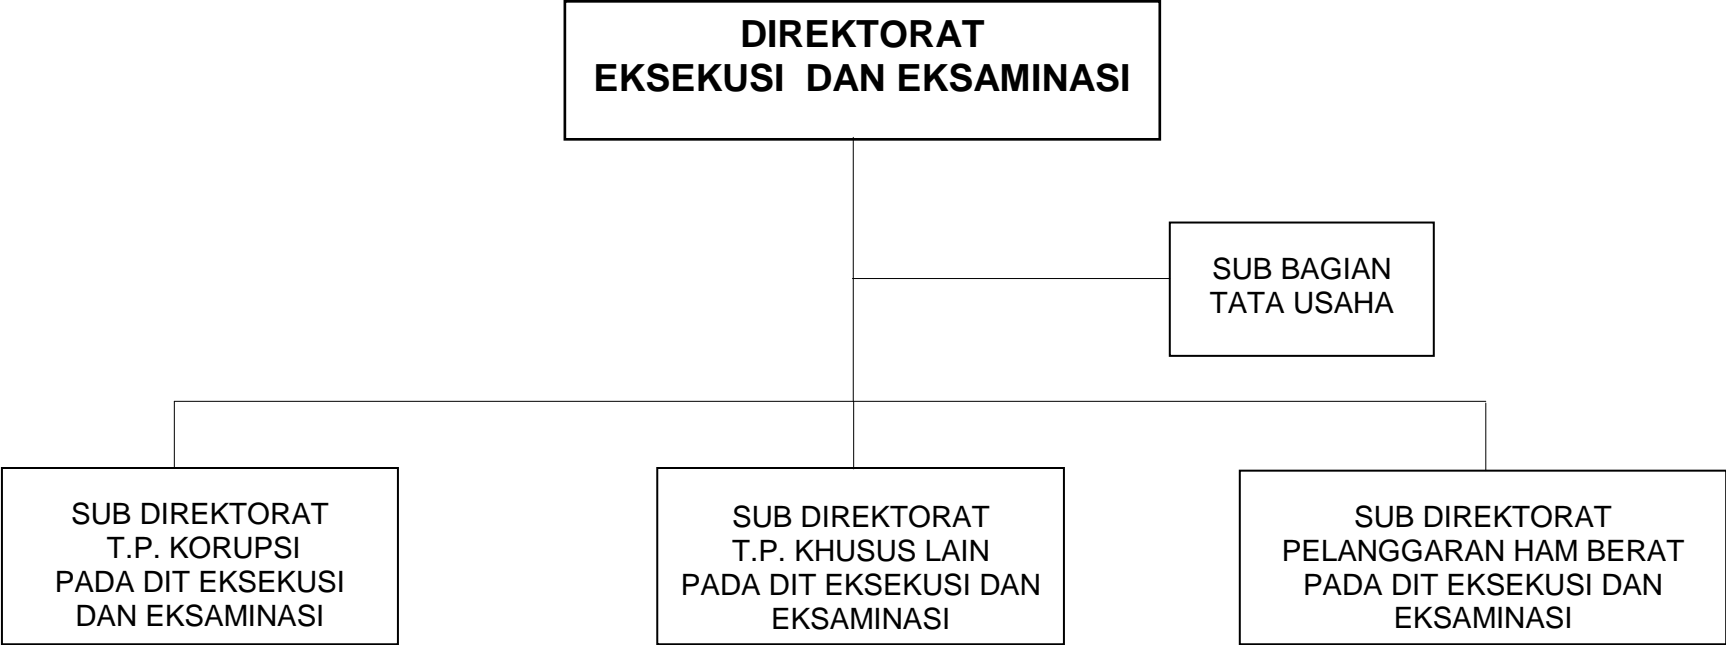 DIREKTORAT
EKSEKUSI DAN EKSAMINASI
SUB BAGIAN
TATA USAHA
SUB DIREKTORAT
T.P. KORUPSI
PADA DIT EKSEKUSI
DAN EKSAMINASI
SUB DIREKTORAT
T.P. KHUSUS LAIN
PADA DIT EKSEKUSI DAN
EKSAMINASI
SUB DIREKTORAT
PELANGGARAN HAM BERAT
PADA DIT EKSEKUSI DAN
EKSAMINASI